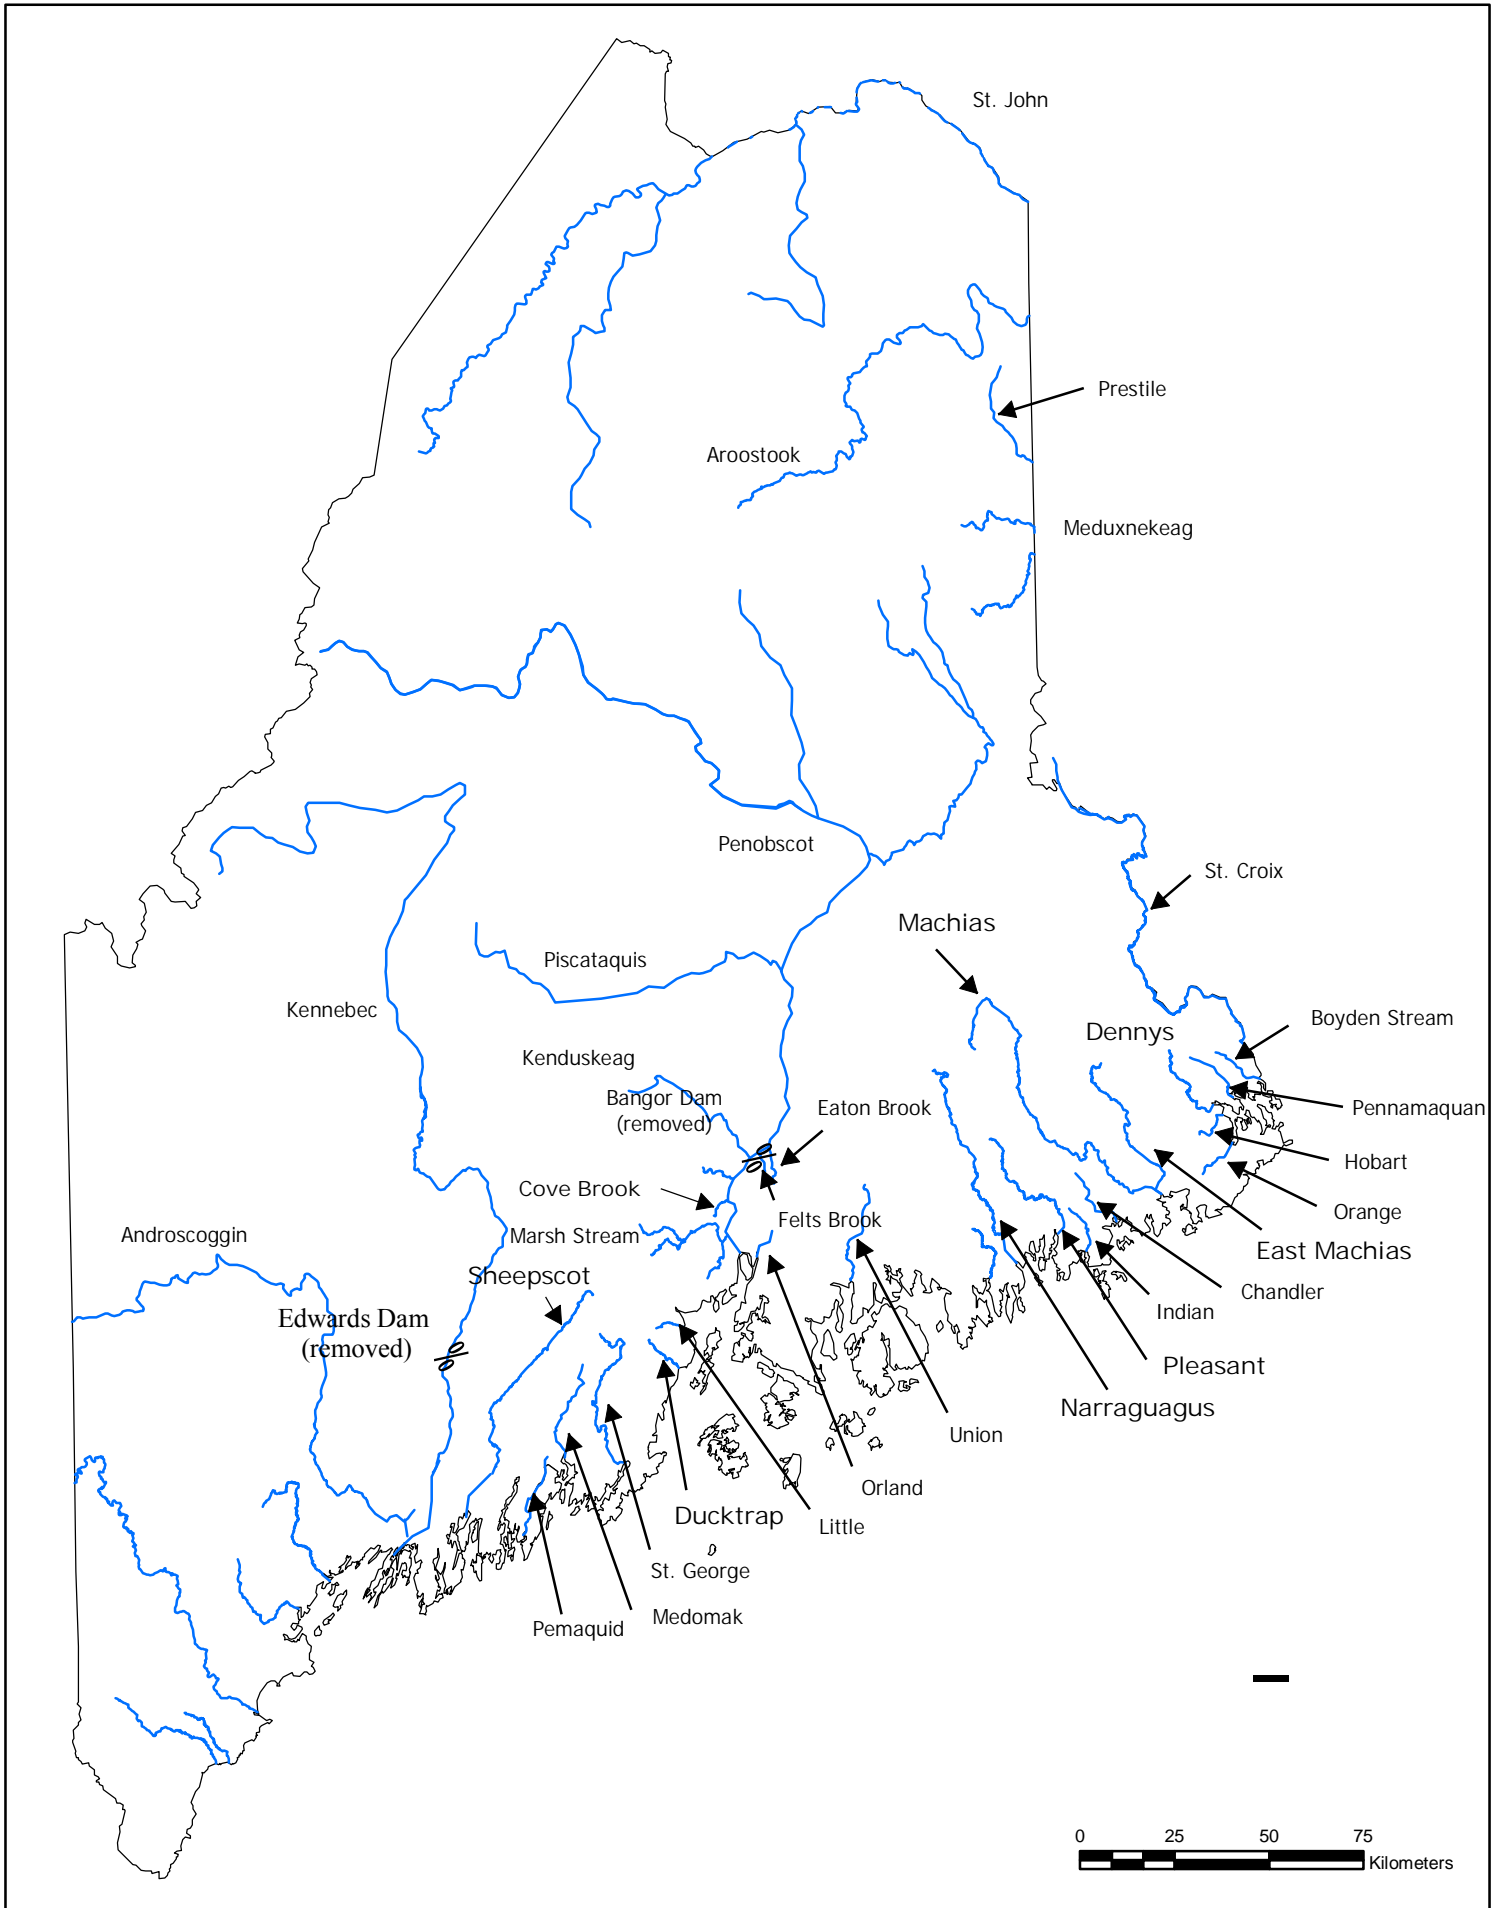 St. John
Prestile
Aroostook
Meduxnekeag
Penobscot
St. Croix
Machias
Piscataquis
Kennebec
Boyden Stream
Dennys
Kenduskeag
Bangor Dam
(removed)
Eaton Brook
Pennamaquan
Hobart
Cove Brook
Orange
Felts Brook
Marsh Stream
Androscoggin
East Machias
Sheepscot
Chandler
Indian
Edwards Dam
(removed)
Pleasant
Narraguagus
Union
Orland
Ducktrap
Little
St. George
Medomak
Pemaquid
0 25 50 75
Kilometers